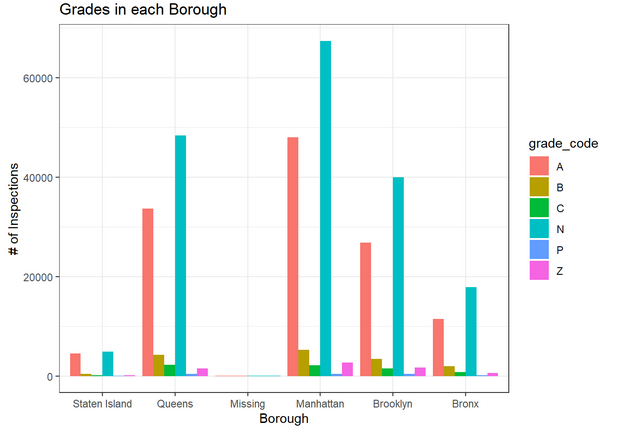 Grades in each Borough
# of Inspections
60000
40000
20000
0
Staten Island Queens Missing Manhattan Brooklyn Bronx
Borough
grade_code
A
B
C
N
P
Z